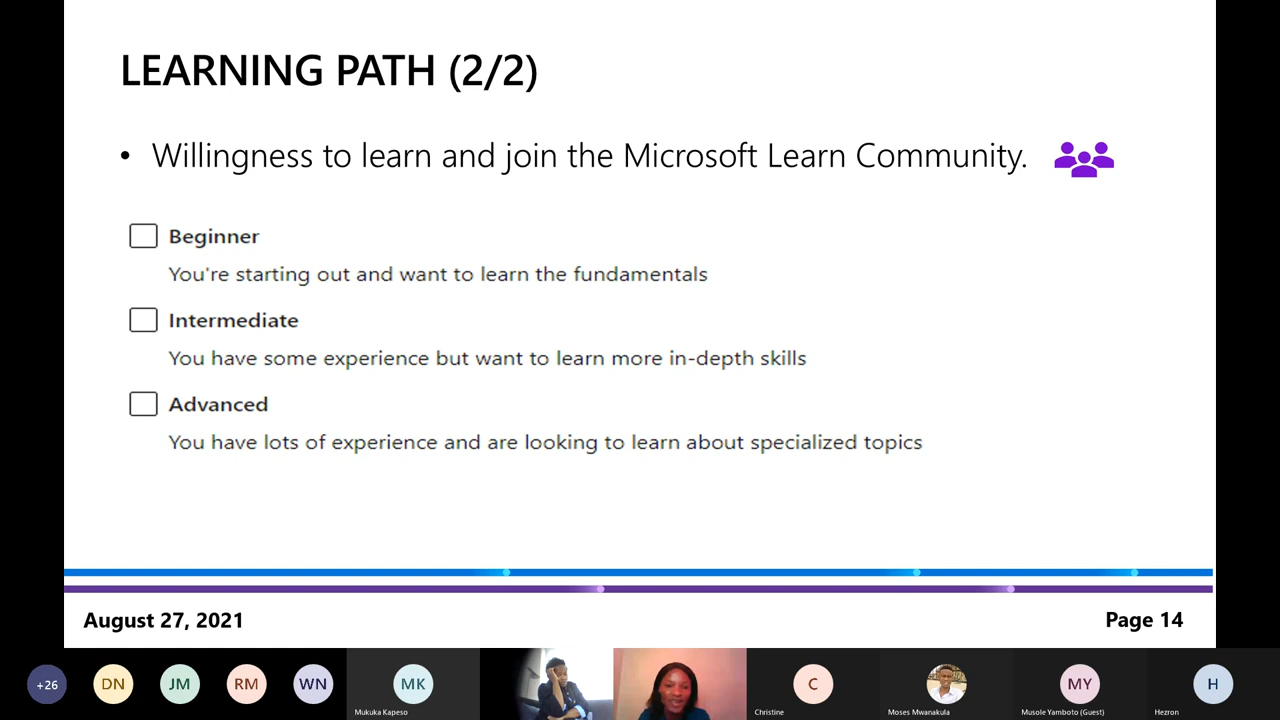 LEARNING PATH (2/2)
• Willingness to learn and join the Microsoft Learn Community.
Beginner
You're starting out and want to learn the fundamentals
Intermediate
You have some experience but want to learn more in-depth skills
Advanced
You have lots of experience and are looking to learn about specialized topics
August 27, 2021
Page 14
+26
DN
JM
RM
WN
MK
Mukuka Kapeso
C
Christine
Moses Mwanakula
MY
Musole Yamboto (Guest)
H
Hezron